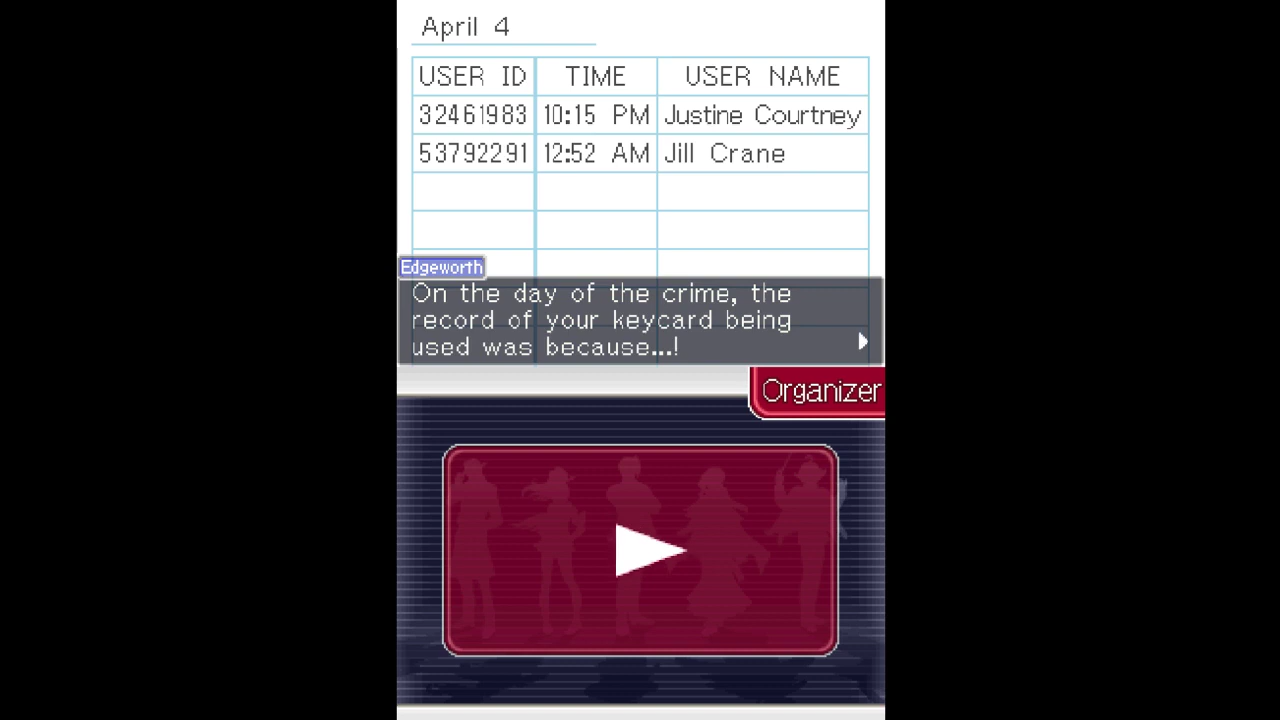 April 4
USER ID TIME USER NAME
32461983 10:15 PM Justine Courtney
53792291 12:52 AM Jill Crane
Edgeworth
On the day of the crime, the
record of your keycard being
used was because...!
Organizer